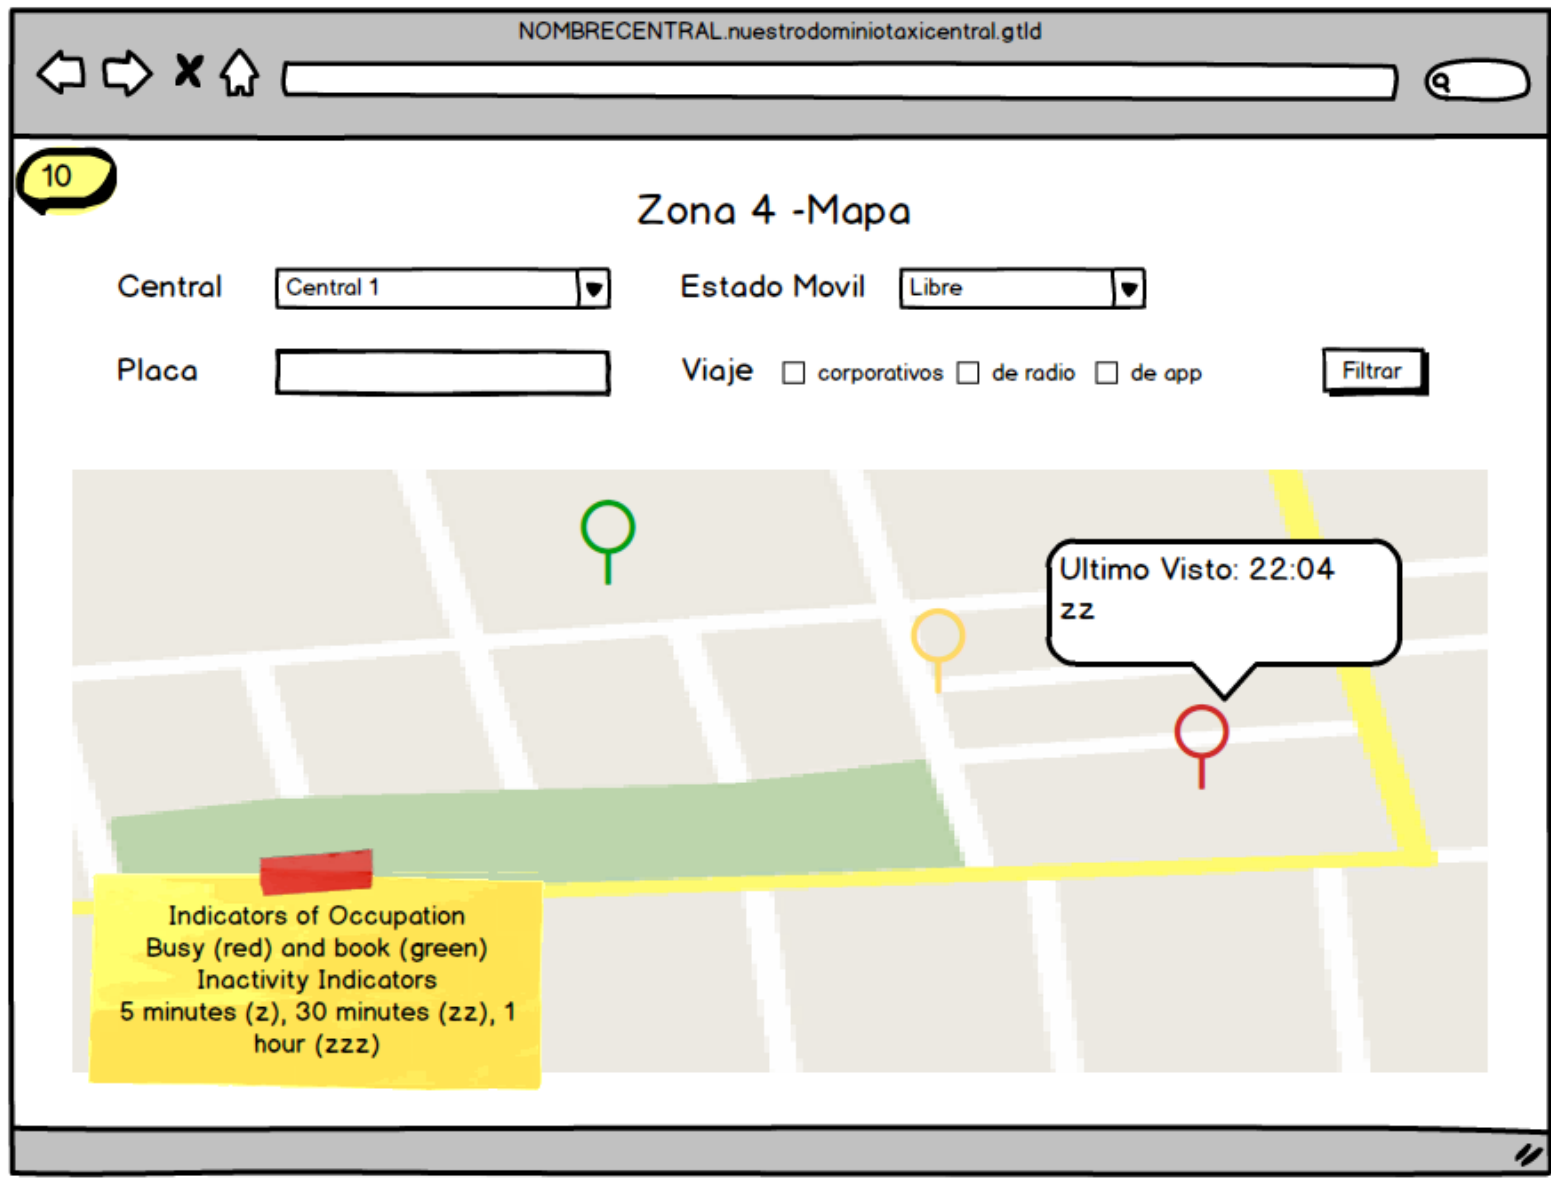 NOMBRECENTRAL.nuestrodominiotaxicentral.gtld
10
Zona 4 -Mapa
Central Central 1 Estado Movil Libre
Placa Viaje corporativos de radio de app Filtrar
Ultimo Visto: 22:04
zz
Indicators of Occupation
Busy (red) and book (green)
Inactivity Indicators
5 minutes (z), 30 minutes (zz), 1
hour (zzz)